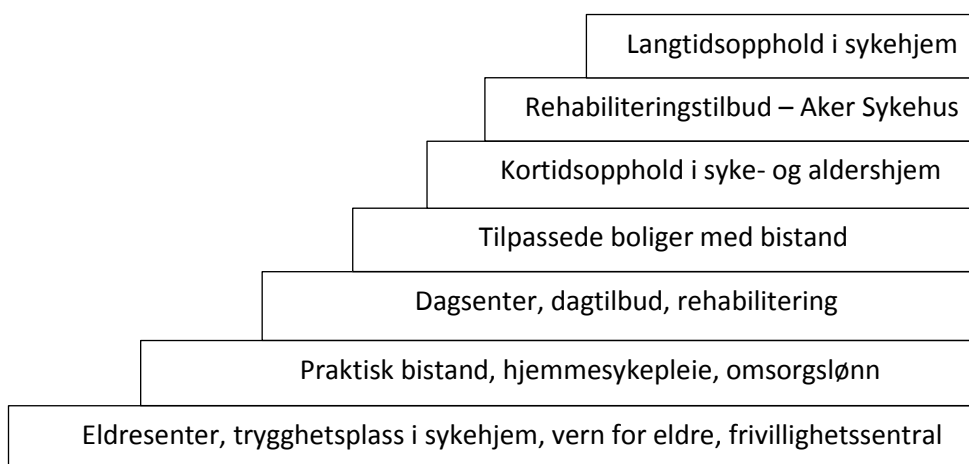 Langtidsopphold i sykehjem
Rehabiliteringstilbud – Aker Sykehus
Kortidsopphold i syke- og aldershjem
Tilpassede boliger med bistand
Dagsenter, dagtilbud, rehabilitering
Praktisk bistand, hjemmesykepleie, omsorgslønn
Eldresenter, trygghetsplass i sykehjem, vern for eldre, frivillighetssentral